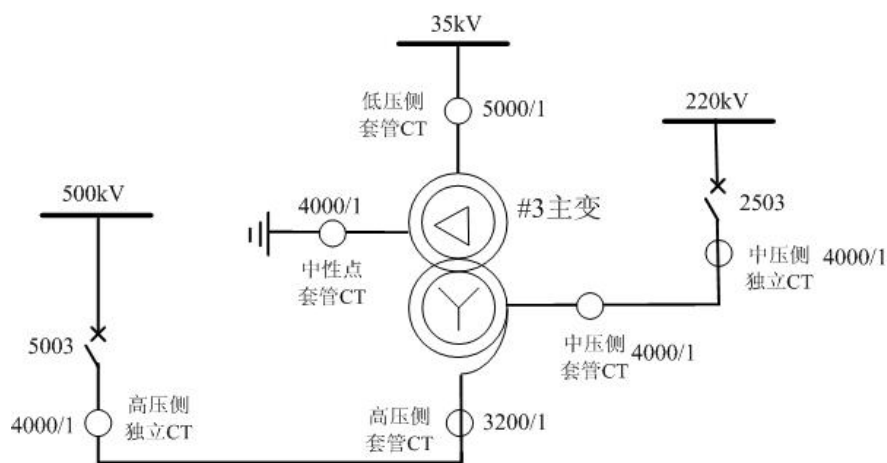 35kV
低压侧
套管CT
5000/1
220kV
500kV
4000/1
中性点
套管CT
#3主变
2503
中压侧
独立CT
4000/1
5003
中压侧
套管CT
4000/1
4000/1
高压侧
独立CT
高压侧
套管CT
3200/1